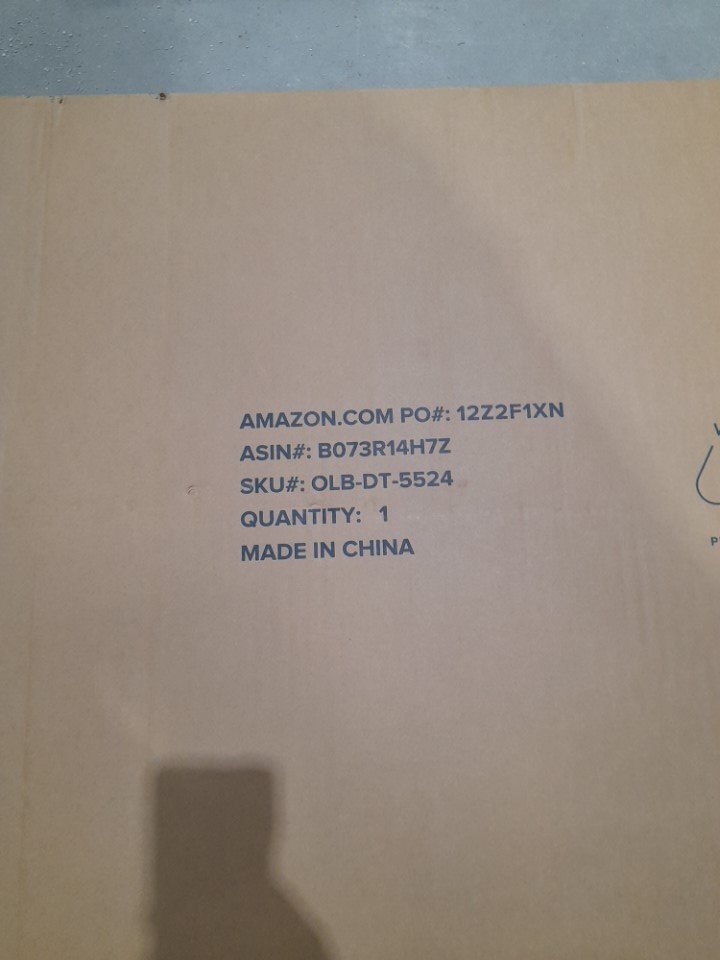 AMAZON.COM PO#: 12Z2F1XN
ASIN#: B073R14H7Z
SKU#: OLB-DT-5524
QUANTITY: 1
MADE IN CHINA